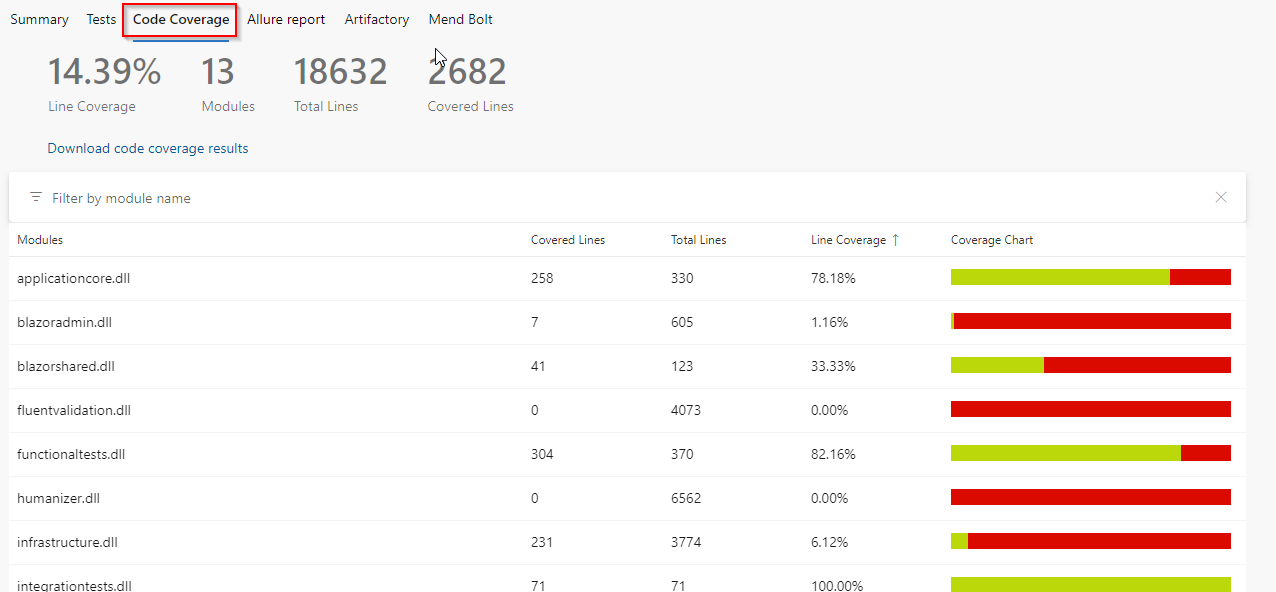 Summary Tests Code Coverage Allure report Artifactory Mend Bolt
14.39% 13 18632 2682
Line Coverage Modules Total Lines Covered Lines
Download code coverage results
Filter by module name
Modules Covered Lines Total Lines Line Coverage ↑ Coverage Chart
applicationcore.dll 258 330 78.18%
blazoradmin.dll 7 605 1.16%
blazorshared.dll 41 123 33.33%
fluentvalidation.dll 0 4073 0.00%
functionaltests.dll 304 370 82.16%
humanizer.dll 0 6562 0.00%
infrastructure.dll 231 3774 6.12%
integrationtests.dll 71 71 100.00%